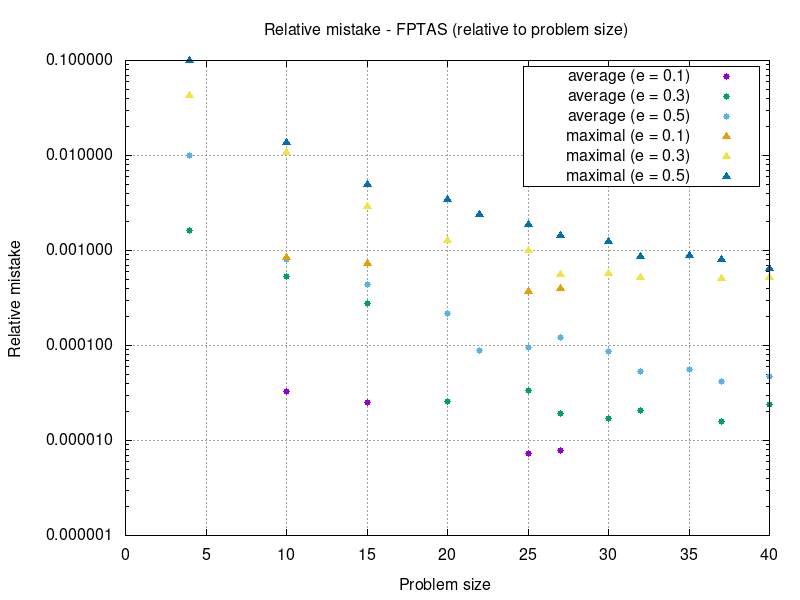 Relative mistake - FPTAS (relative to problem size)
0.100000
0.010000
0.001000
0.000100
0.000010
0.000001
Relative mistake
average (e = 0.1)
average (e = 0.3)
average (e = 0.5)
maximal (e = 0.1)
maximal (e = 0.3)
maximal (e = 0.5)
0 5 10 15 20 25 30 35 40
Problem size